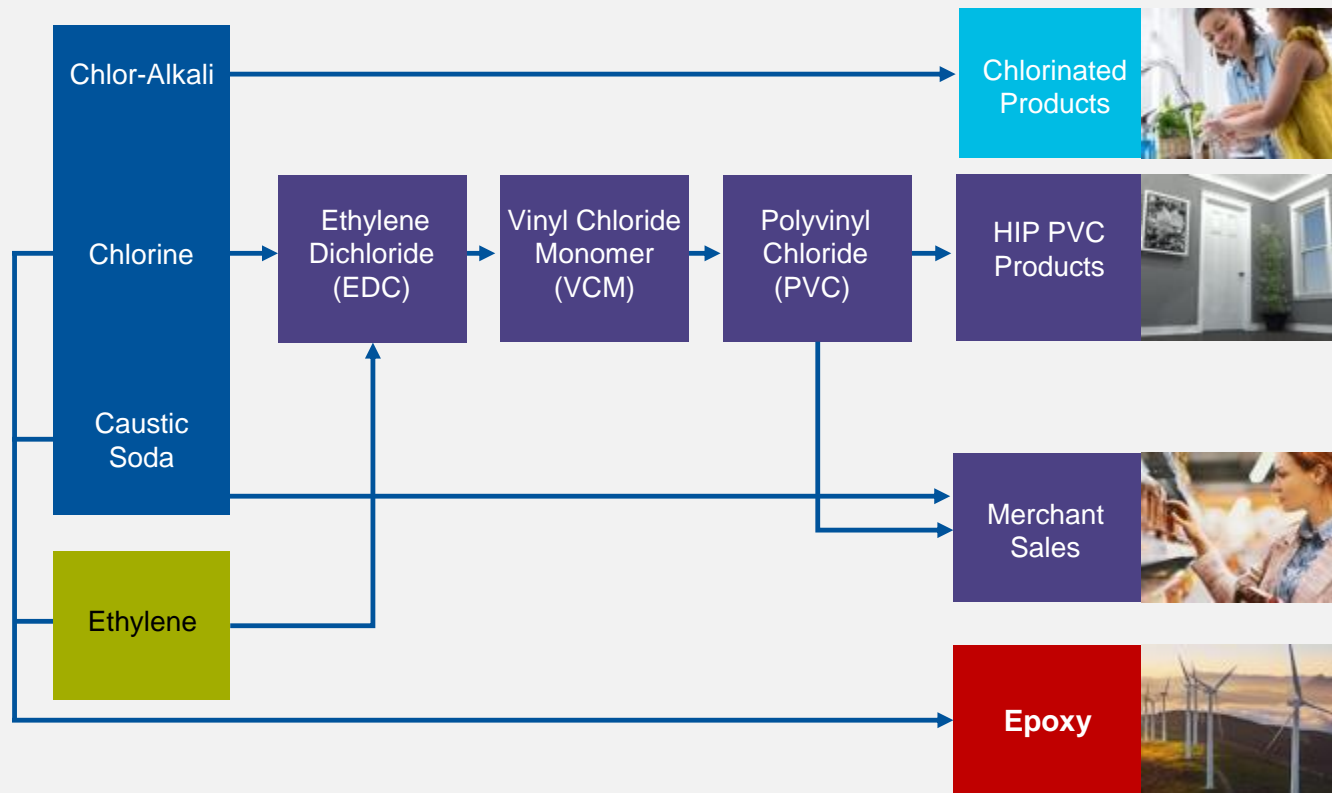 Chlor-Alkali
Chlorinated
Products
Chlorine
Ethylene
Dichloride
(EDC)
Vinyl Chloride
Monomer
(VCM)
Polyvinyl
Chloride
(PVC)
HIP PVC
Products
Caustic
Soda
Merchant
Sales
Ethylene
Epoxy